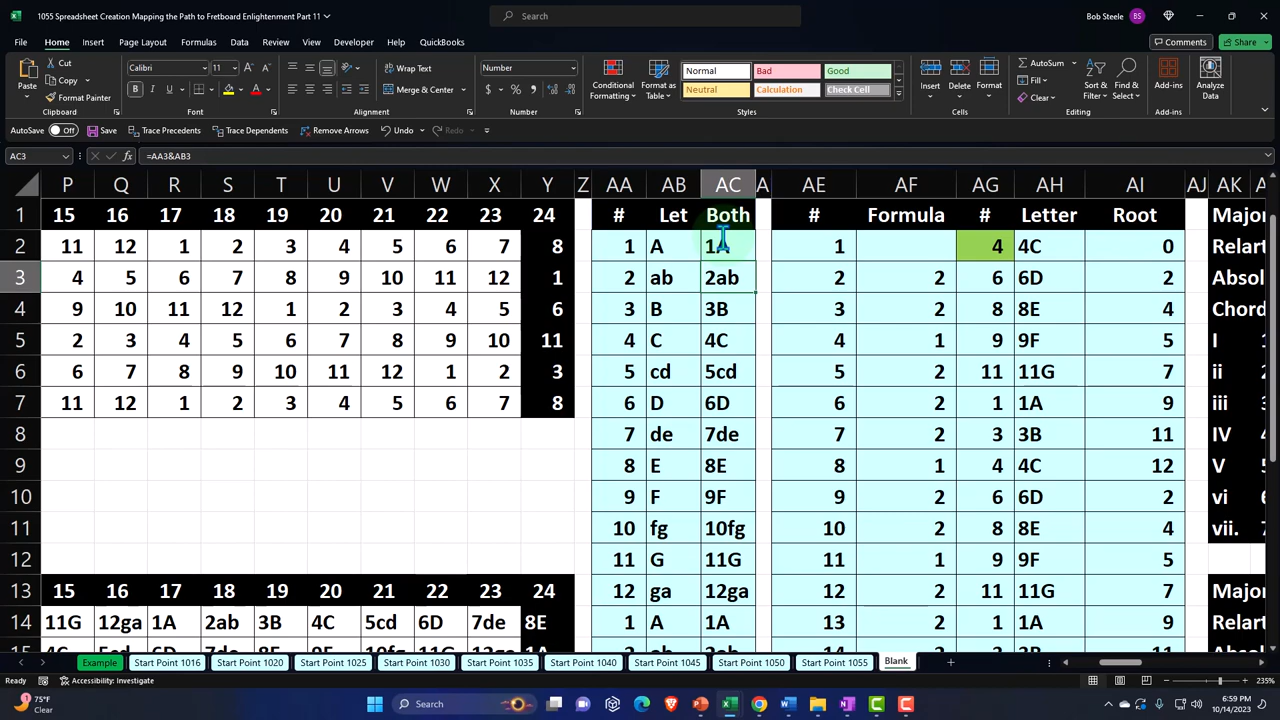 1055 Spreadsheet Creation Mapping the Path to Fretboard Enlightenment Part 11
Search
Bob Steele BS
File Home Insert Page Layout Formulas Data Review View Developer Help QuickBooks
Comments Share
Paste Cut Copy Format Painter
Calibri 11 Wrap Text Merge & Center Number
Conditional Formatting Format as Table
Normal Bad Good
Neutral Calculation Check Cell
Insert Delete Format
AutoSum Fill Clear Sort & Filter Find & Select Add-ins Analyze Data
Clipboard Font Alignment Number Styles Cells Editing Add-ins
AutoSave Off Save Trace Precedents Trace Dependents Remove Arrows Undo
AC3 fx =AA3&AB3
P Q R S T U V W X Y Z AA AB AC A AE AF AG AH AI AJ AK
1 15 16 17 18 19 20 21 22 23 24 # Let Both # Formula # Letter Root Major
2 11 12 1 2 3 4 5 6 7 8 1 A 1A 1 4 4C 0 Relart
3 4 5 6 7 8 9 10 11 12 1 2 ab 2ab 2 2 6 6D 2 Absol
4 9 10 11 12 1 2 3 4 5 6 3 B 3B 3 2 8 8E 4 Chord
5 2 3 4 5 6 7 8 9 10 11 4 C 4C 4 1 9 9F 5 I 1
6 6 7 8 9 10 11 12 1 2 3 5 cd 5cd 5 2 11 11G 7 ii 2
7 11 12 1 2 3 4 5 6 7 8 6 D 6D 6 2 1 1A 9 iii 3
8 7 de 7de 7 2 3 3B 11 IV 4
9 8 E 8E 8 1 4 4C 12 V 5
10 9 F 9F 9 2 6 6D 2 vi 6
11 10 fg 10fg 10 2 8 8E 4 vii. 7
12 11 G 11G 11 1 9 9F 5
13 15 16 17 18 19 20 21 22 23 24 12 ga 12ga 12 2 11 11G 7 Major
14 11G 12ga 1A 2ab 3B 4C 5cd 6D 7de 8E 1 A 1A 13 2 1 1A 9 Relart
Example Start Point 1016 Start Point 1020 Start Point 1025 Start Point 1030 Start Point 1035 Start Point 1040 Start Point 1045 Start Point 1050 Start Point 1055 Blank
Ready Accessibility: Investigate 235%
75°F
Clear
Search
6:59 PM
10/14/2023